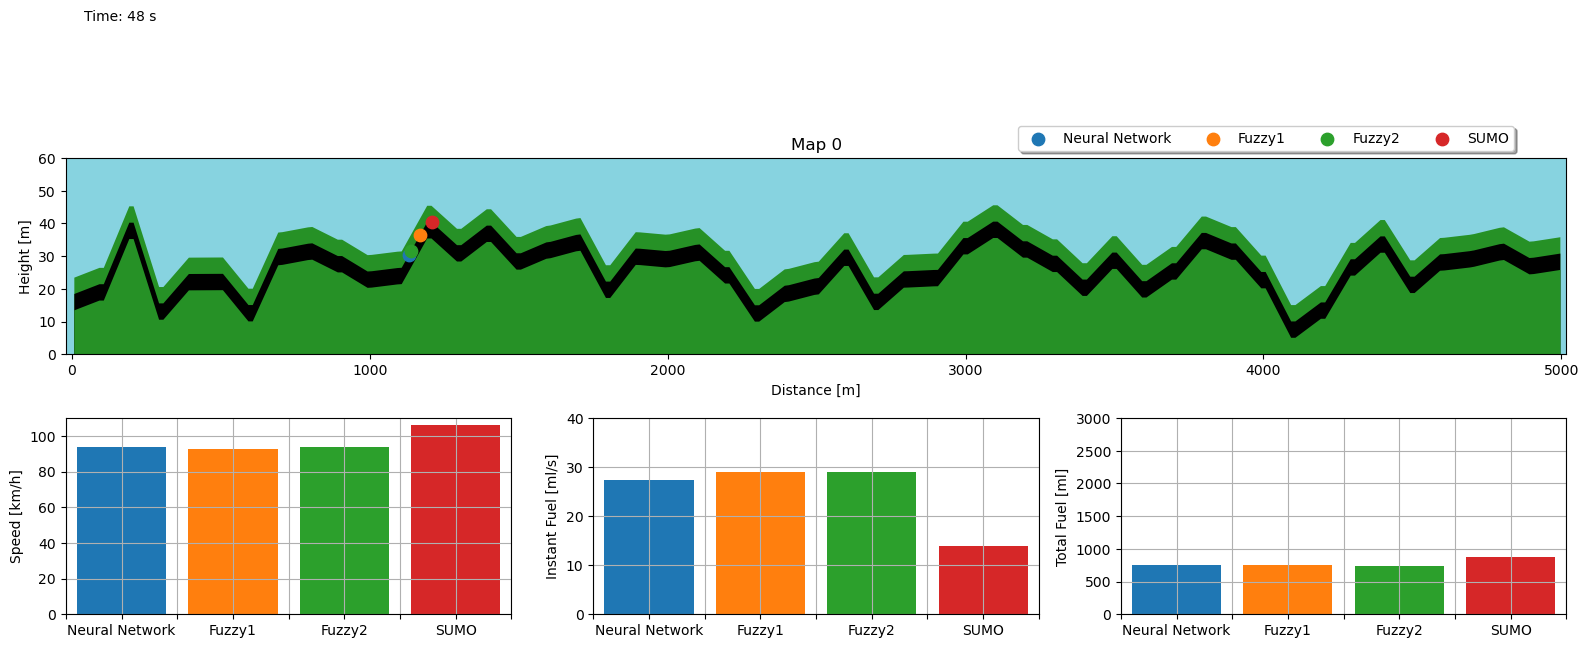 Time: 48 s
Map 0
Neural Network Fuzzy1 Fuzzy2 SUMO
Height [m]
60
50
40
30
20
10
0
0 1000 2000 3000 4000 5000
Distance [m]
Speed [km/h]
100
80
60
40
20
0
Neural Network Fuzzy1 Fuzzy2 SUMO
Instant Fuel [ml/s]
40
30
20
10
0
Neural Network Fuzzy1 Fuzzy2 SUMO
Total Fuel [ml]
3000
2500
2000
1500
1000
500
0
Neural Network Fuzzy1 Fuzzy2 SUMO